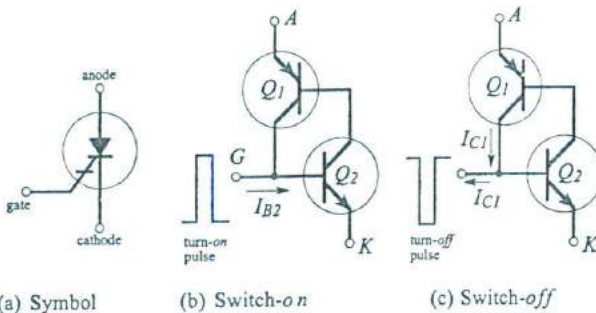 anode
gate
cathode
(a) Symbol
A
Q1
G
Q2
IB2
turn-on
pulse
K
(b) Switch-on
A
Q1
IC1
Q2
IC1
turn-off
pulse
K
(c) Switch-off